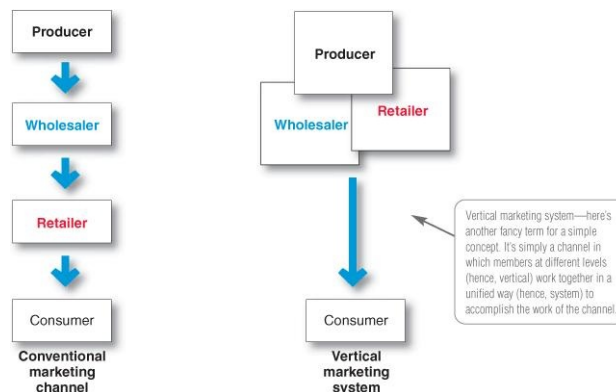 Producer
Wholesaler
Retailer
Consumer
Conventional
marketing
channel
Producer
Wholesaler
Retailer
Consumer
Vertical
marketing
system
Vertical marketing system—here's
another fancy term for a simple
concept. It's simply a channel in
which members at different levels
(hence, vertical) work together in a
unified way (hence, system) to
accomplish the work of the channel.